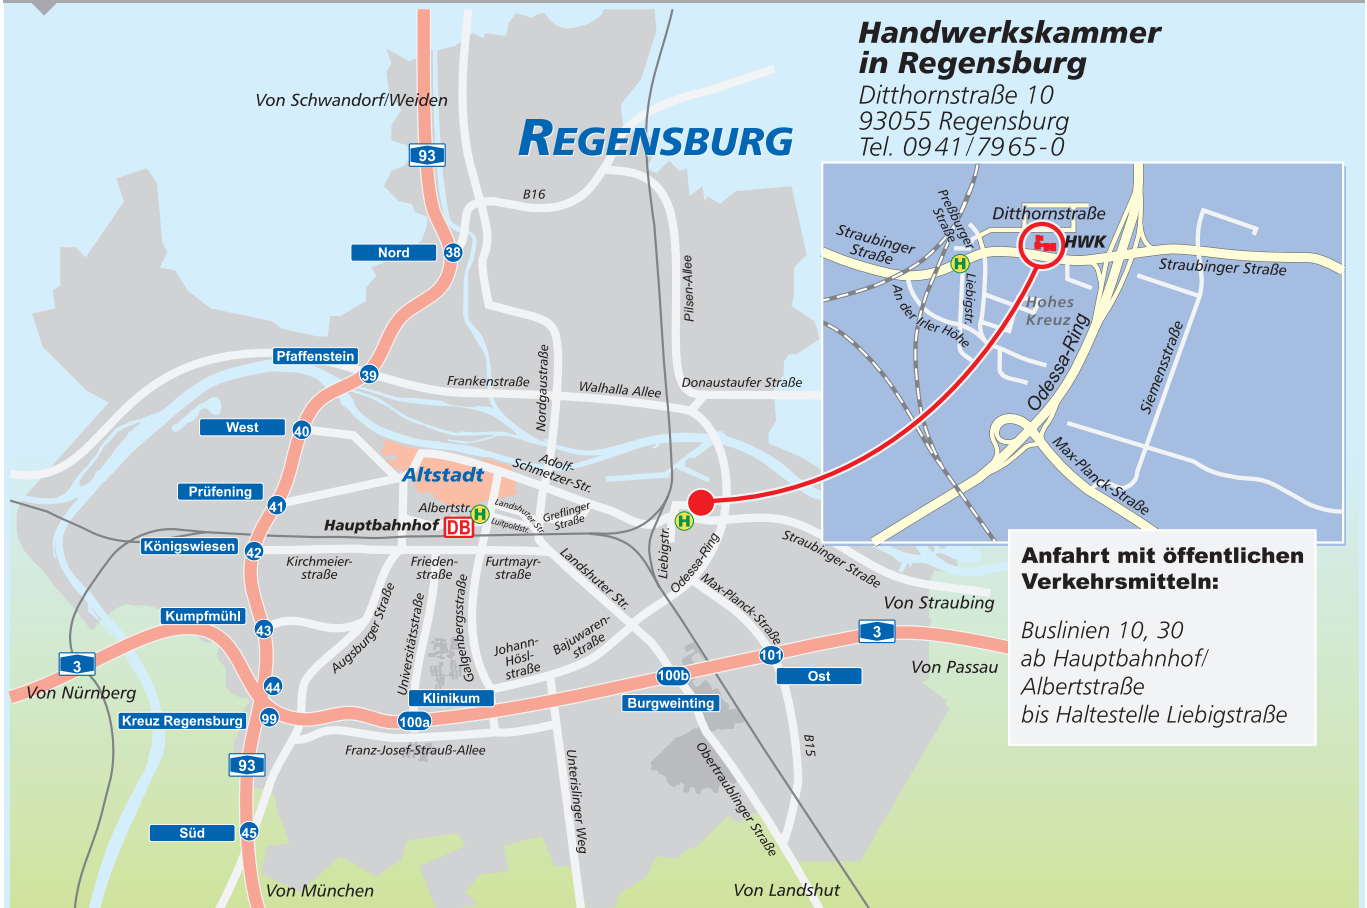 Handwerkskammer
in Regensburg
Ditthornstraße 10
93055 Regensburg
Tel. 0941/7965-0
REGENSBURG
Von Schwandorf/Weiden
93
B16
Nord
38
Pilsen-Allee
Pfaffenstein
39
Frankenstraße
Nordgaustraße
Walhalla Allee
Donaustaufer Straße
West
40
Altstadt
Adolf-
Schmetzer-Str.
Prüfening
41
Albertstr.
H
Hauptbahnhof
DB
Landshuter-Str.
Luitpoldstr.
Greflinger
Straße
H
Königswiesen
42
Kirchmeier-
straße
Frieden-
straße
Furtmayr-
straße
Landshuter Str.
Liebigstr.
Odessa-Ring
Straubinger Straße
Max-Planck-Straße
Von Straubing
Kumpfmühl
43
Augsburger Straße
Universitätsstraße
Galgenbergsstraße
Johann-
Hösl-
straße
Bajuwaren-
straße
3
3
101
Von Passau
Von Nürnberg
44
Klinikum
100b
Ost
Kreuz Regensburg
99
100a
Burgweinting
Franz-Josef-Strauß-Allee
93
Unterislinger Weg
Obertraublinger Straße
B15
Süd
45
Von München
Von Landshut
Preßburger
Straße
Ditthornstraße
HWK
Straubinger
Straße
H
Straubinger Straße
Liebigstr.
An der Irler Höhe
Hohes
Kreuz
Odessa-Ring
Siemensstraße
Max-Planck-Straße
Anfahrt mit öffentlichen
Verkehrsmitteln:
Buslinien 10, 30
ab Hauptbahnhof/
Albertstraße
bis Haltestelle Liebigstraße